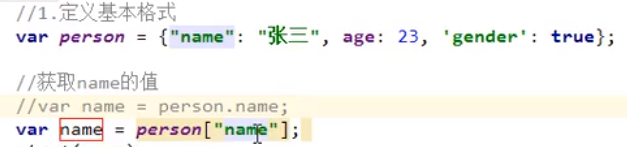 //1.定义基本格式
var person = {"name": "张三", age: 23, 'gender': true};
//获取name的值
//var name = person.name;
var name = person["name"];